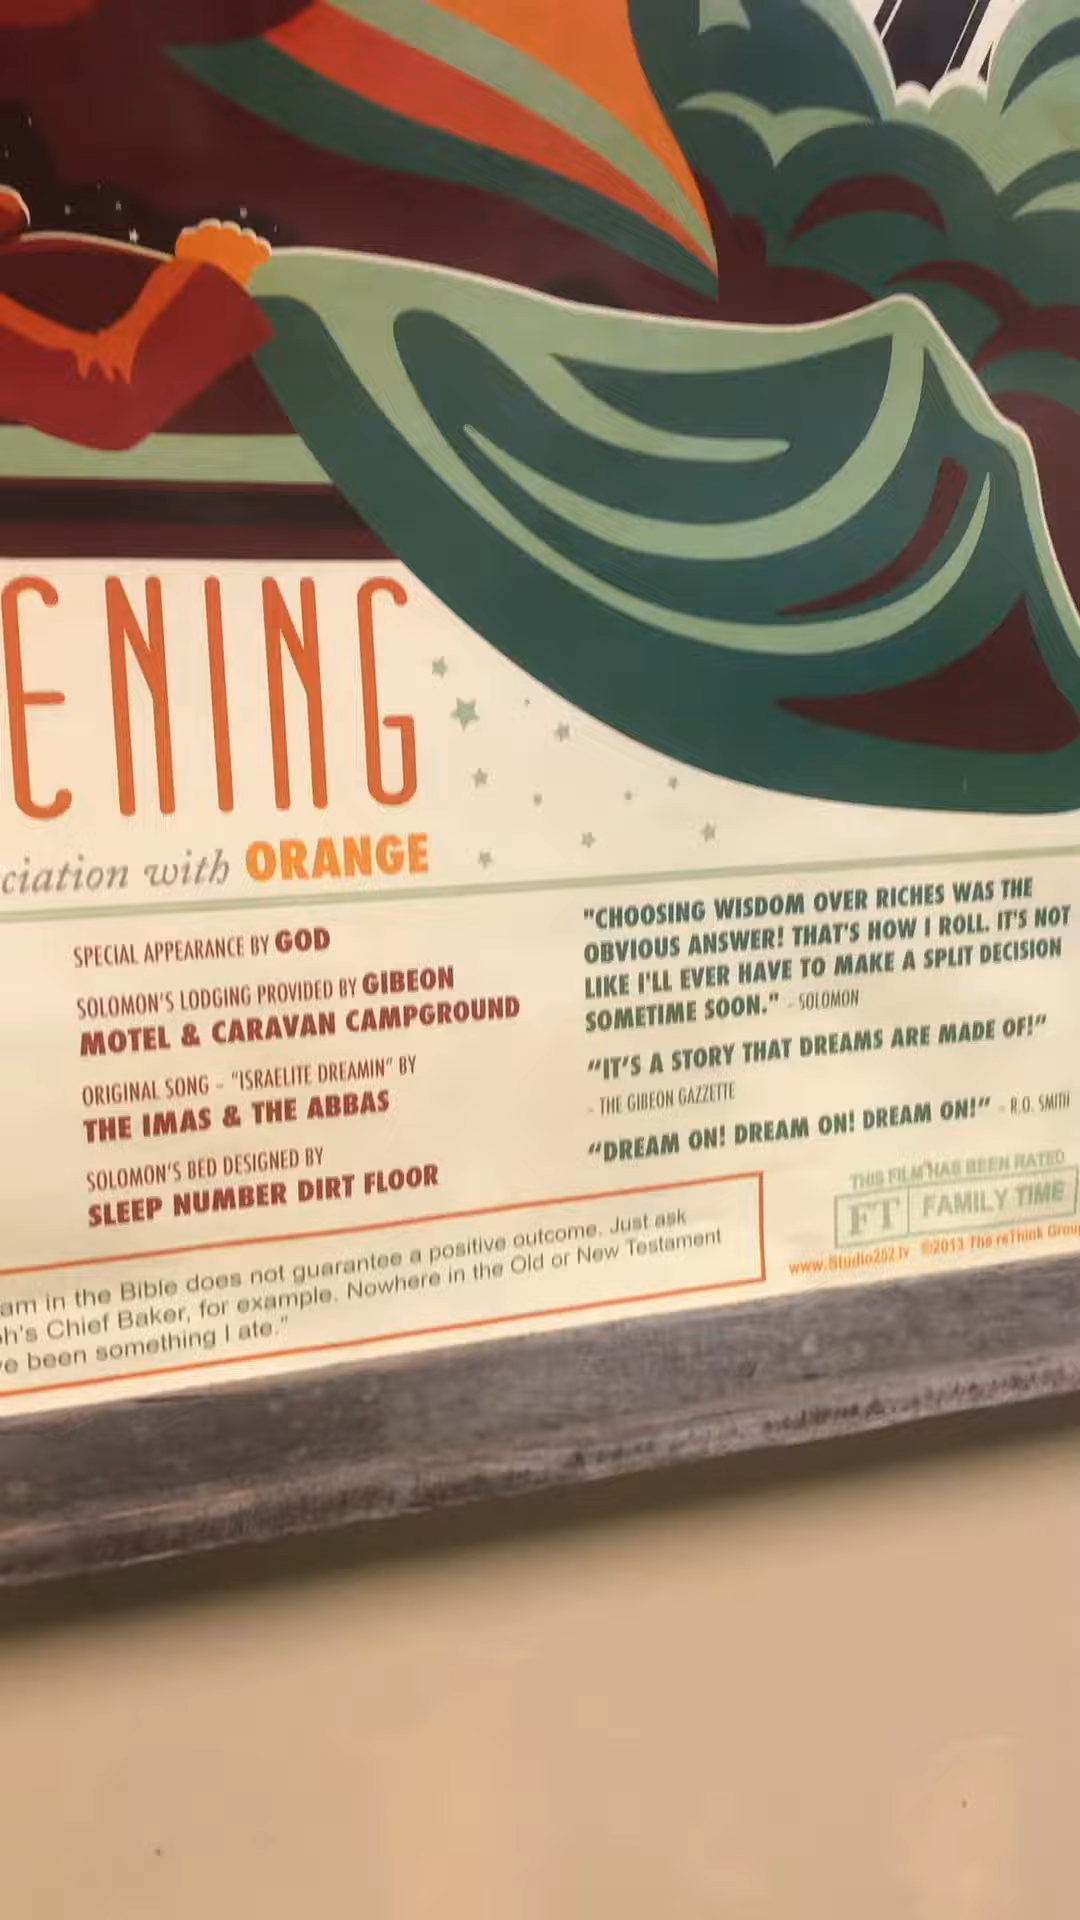 ENING
ciation with ORANGE
SPECIAL APPEARANCE BY GOD
SOLOMON'S LODGING PROVIDED BY GIBEON
MOTEL & CARAVAN CAMPGROUND
ORIGINAL SONG - "ISRAELITE DREAMIN" BY
THE IMAS & THE ABBAS
SOLOMON'S BED DESIGNED BY
SLEEP NUMBER DIRT FLOOR
"CHOOSING WISDOM OVER RICHES WAS THE
OBVIOUS ANSWER! THAT'S HOW I ROLL. IT'S NOT
LIKE I'LL EVER HAVE TO MAKE A SPLIT DECISION
SOMETIME SOON." - SOLOMON
"IT'S A STORY THAT DREAMS ARE MADE OF!"
- THE GIBEON GAZZETTE
"DREAM ON! DREAM ON! DREAM ON!" - R.O. SMITH
THIS FILM HAS BEEN RATED
FT FAMILY TIME
www.Studio252.tv ©2013 The reThink Group
am in the Bible does not guarantee a positive outcome. Just ask
h's Chief Baker, for example. Nowhere in the Old or New Testament
e been something I ate."